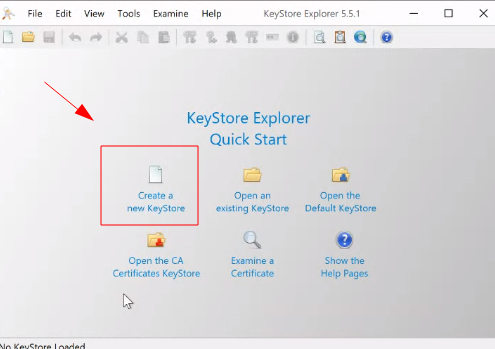 File Edit View Tools Examine Help KeyStore Explorer 5.5.1
KeyStore Explorer
Quick Start
Create a
new KeyStore
Open an
existing KeyStore
Open the
Default KeyStore
Open the CA
Certificates KeyStore
Examine a
Certificate
Show the
Help Pages
No KeyStore Loaded